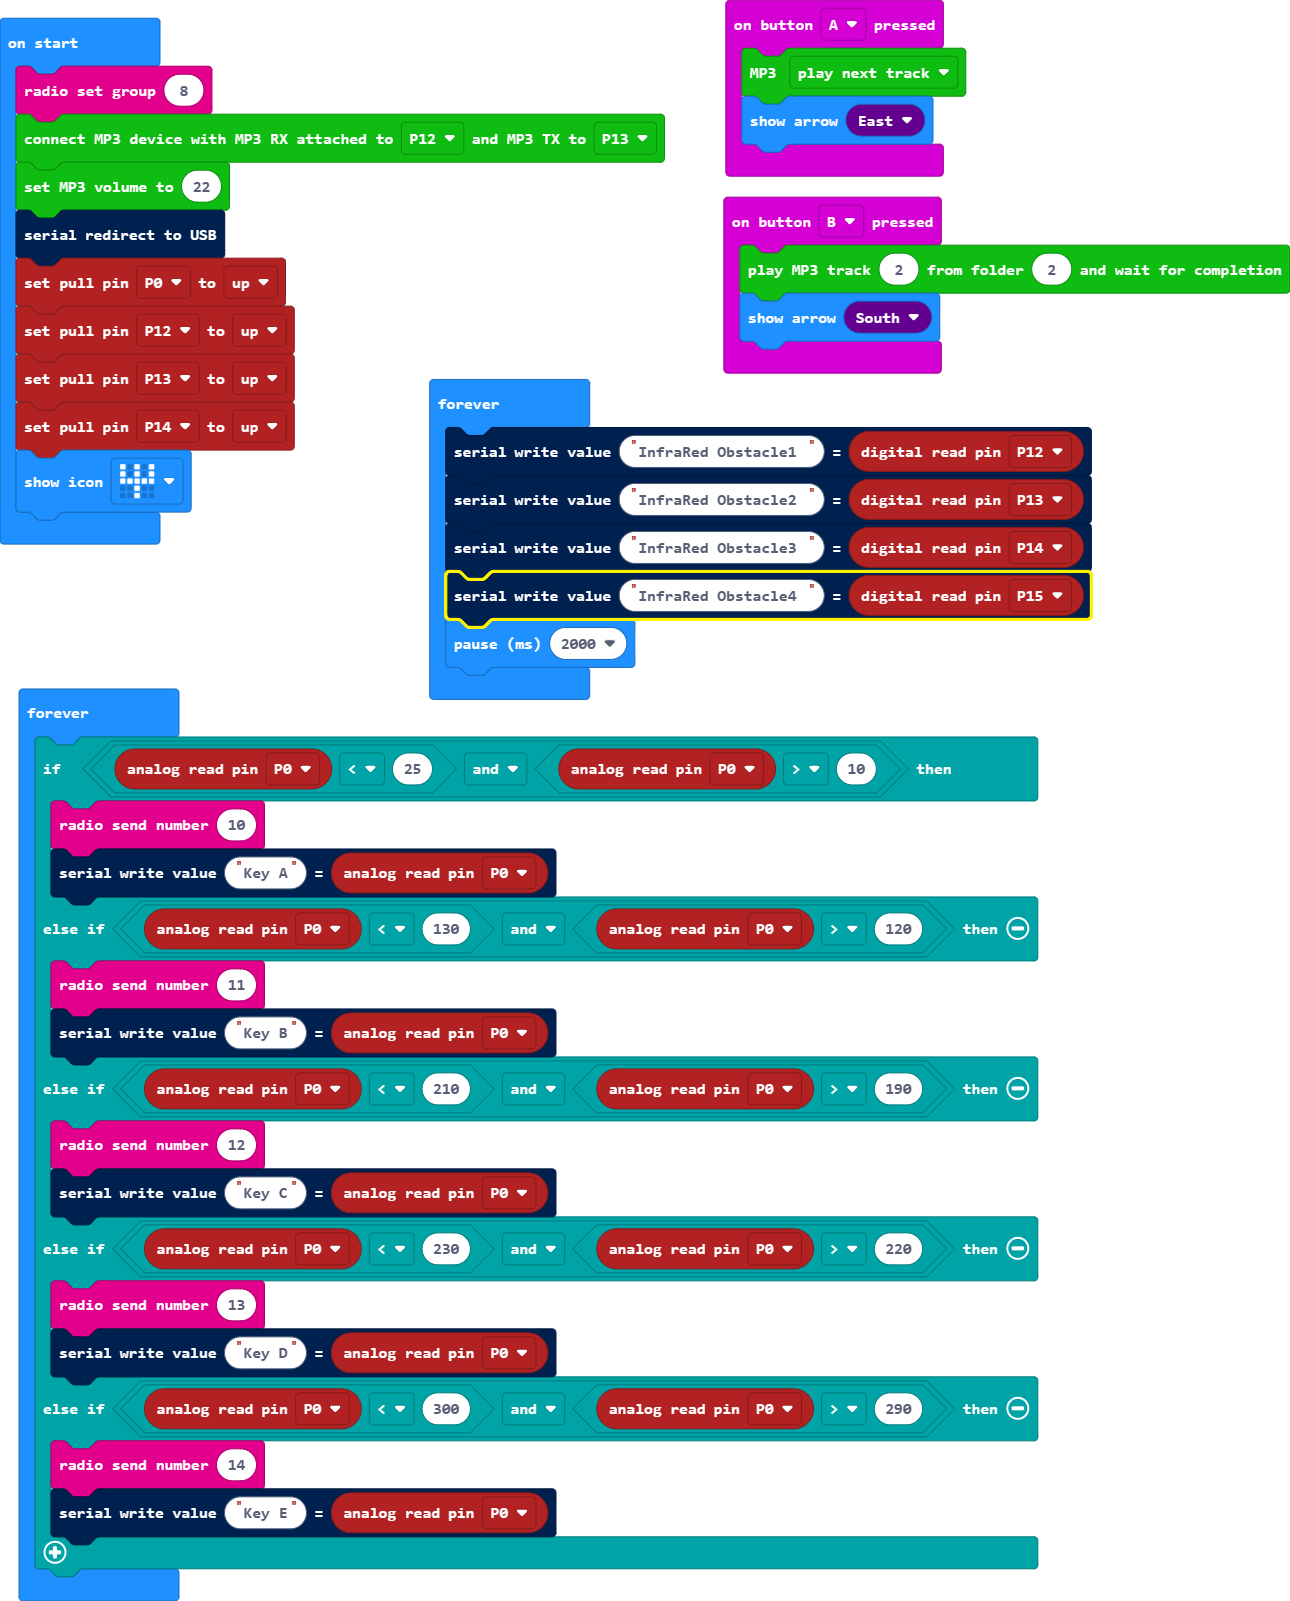 on start
radio set group 8
connect MP3 device with MP3 RX attached to P12 and MP3 TX to P13
set MP3 volume to 22
serial redirect to USB
set pull pin P0 to up
set pull pin P12 to up
set pull pin P13 to up
set pull pin P14 to up
show icon
on button A pressed
MP3 play next track
show arrow East
on button B pressed
play MP3 track 2 from folder 2 and wait for completion
show arrow South
forever
serial write value "InfraRed Obstacle1 " = digital read pin P12
serial write value "InfraRed Obstacle2 " = digital read pin P13
serial write value "InfraRed Obstacle3 " = digital read pin P14
serial write value "InfraRed Obstacle4 " = digital read pin P15
pause (ms) 2000
forever
if analog read pin P0 < 25 and analog read pin P0 > 10 then
radio send number 10
serial write value "Key A" = analog read pin P0
else if analog read pin P0 < 130 and analog read pin P0 > 120 then
radio send number 11
serial write value "Key B" = analog read pin P0
else if analog read pin P0 < 210 and analog read pin P0 > 190 then
radio send number 12
serial write value "Key C" = analog read pin P0
else if analog read pin P0 < 230 and analog read pin P0 > 220 then
radio send number 13
serial write value "Key D" = analog read pin P0
else if analog read pin P0 < 300 and analog read pin P0 > 290 then
radio send number 14
serial write value "Key E" = analog read pin P0